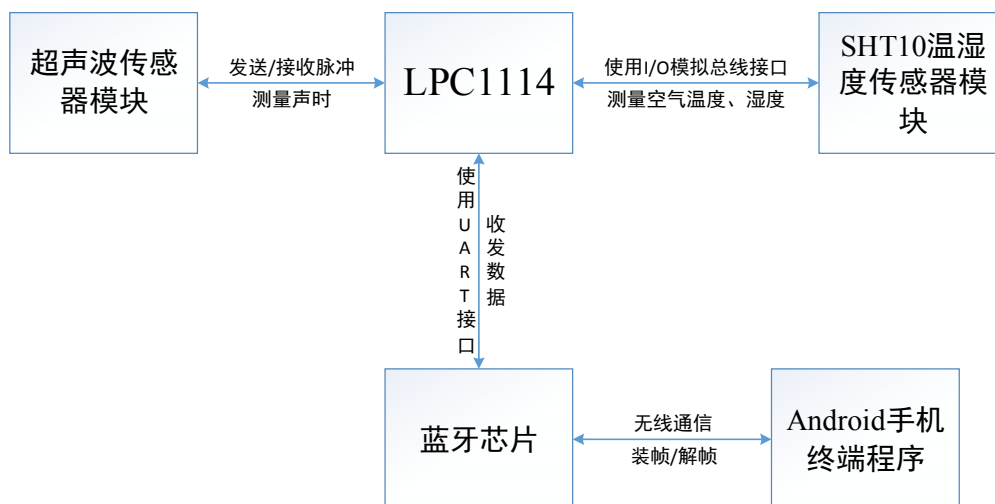 超声波传感
器模块
发送/接收脉冲
测量声时
LPC1114
使用I/O模拟总线接口
测量空气温度、湿度
SHT10温湿
度传感器模
块
使用UART接口
收发数据
蓝牙芯片
无线通信
装帧/解帧
Android手机
终端程序